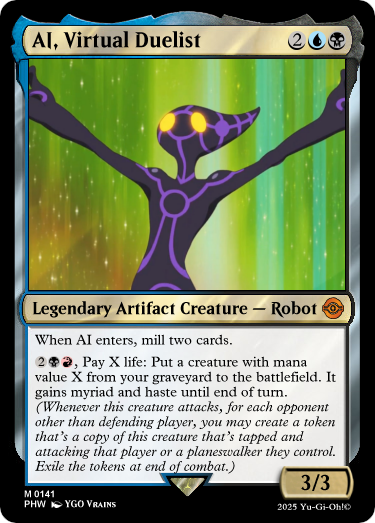 AI, Virtual Duelist 2
Legendary Artifact Creature — Robot
When AI enters, mill two cards.
2, Pay X life: Put a creature with mana
value X from your graveyard to the battlefield. It
gains myriad and haste until end of turn.
(Whenever this creature attacks, for each opponent
other than defending player, you may create a token
that's a copy of this creature that's tapped and
attacking that player or a planeswalker they control.
Exile the tokens at end of combat.)
3/3
M 0141
PHW YGO VRAINS
2025 Yu-Gi-Oh!©